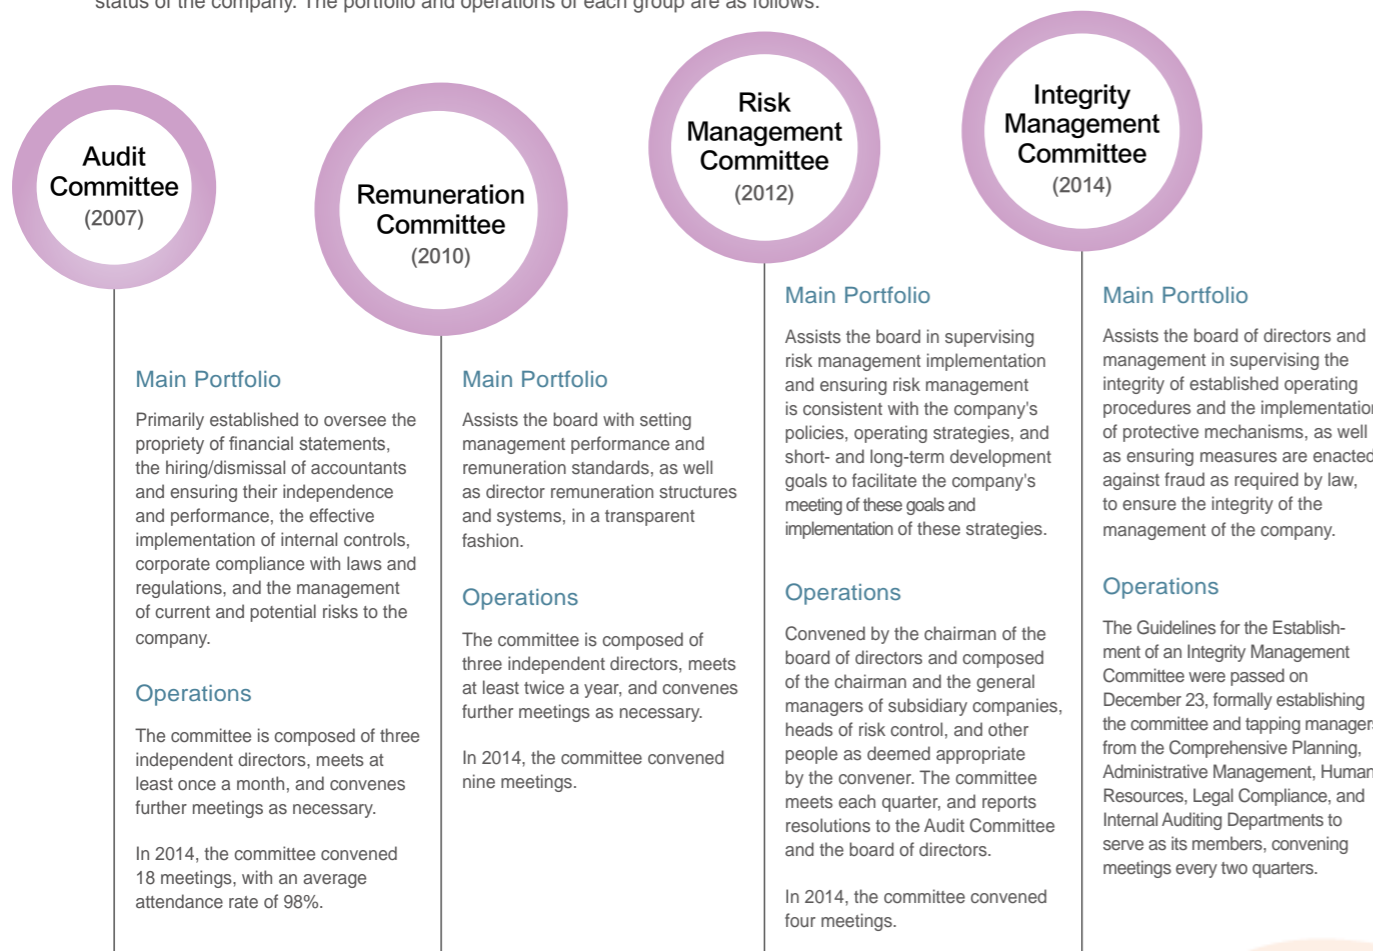 status of the company. The portfolio and operations of each group are as follows:
Audit
Committee
(2007)
Main Portfolio
Primarily established to oversee the
propriety of financial statements,
the hiring/dismissal of accountants
and ensuring their independence
and performance, the effective
implementation of internal controls,
corporate compliance with laws and
regulations, and the management
of current and potential risks to the
company.
Operations
The committee is composed of three
independent directors, meets at
least once a month, and convenes
further meetings as necessary.
In 2014, the committee convened
18 meetings, with an average
attendance rate of 98%.
Remuneration
Committee
(2010)
Main Portfolio
Assists the board with setting
management performance and
remuneration standards, as well
as director remuneration structures
and systems, in a transparent
fashion.
Operations
The committee is composed of
three independent directors, meets
at least twice a year, and convenes
further meetings as necessary.
In 2014, the committee convened
nine meetings.
Risk
Management
Committee
(2012)
Main Portfolio
Assists the board in supervising
risk management implementation
and ensuring risk management
is consistent with the company's
policies, operating strategies, and
short- and long-term development
goals to facilitate the company's
meeting of these goals and
implementation of these strategies.
Operations
Convened by the chairman of the
board of directors and composed
of the chairman and the general
managers of subsidiary companies,
heads of risk control, and other
people as deemed appropriate
by the convener. The committee
meets each quarter, and reports
resolutions to the Audit Committee
and the board of directors.
In 2014, the committee convened
four meetings.
Integrity
Management
Committee
(2014)
Main Portfolio
Assists the board of directors and
management in supervising the
integrity of established operating
procedures and the implementation
of protective mechanisms, as well
as ensuring measures are enacted
against fraud as required by law,
to ensure the integrity of the
management of the company.
Operations
The Guidelines for the Establish-
ment of an Integrity Management
Committee were passed on
December 23, formally establishing
the committee and tapping managers
from the Comprehensive Planning,
Administrative Management, Human
Resources, Legal Compliance, and
Internal Auditing Departments to
serve as its members, convening
meetings every two quarters.